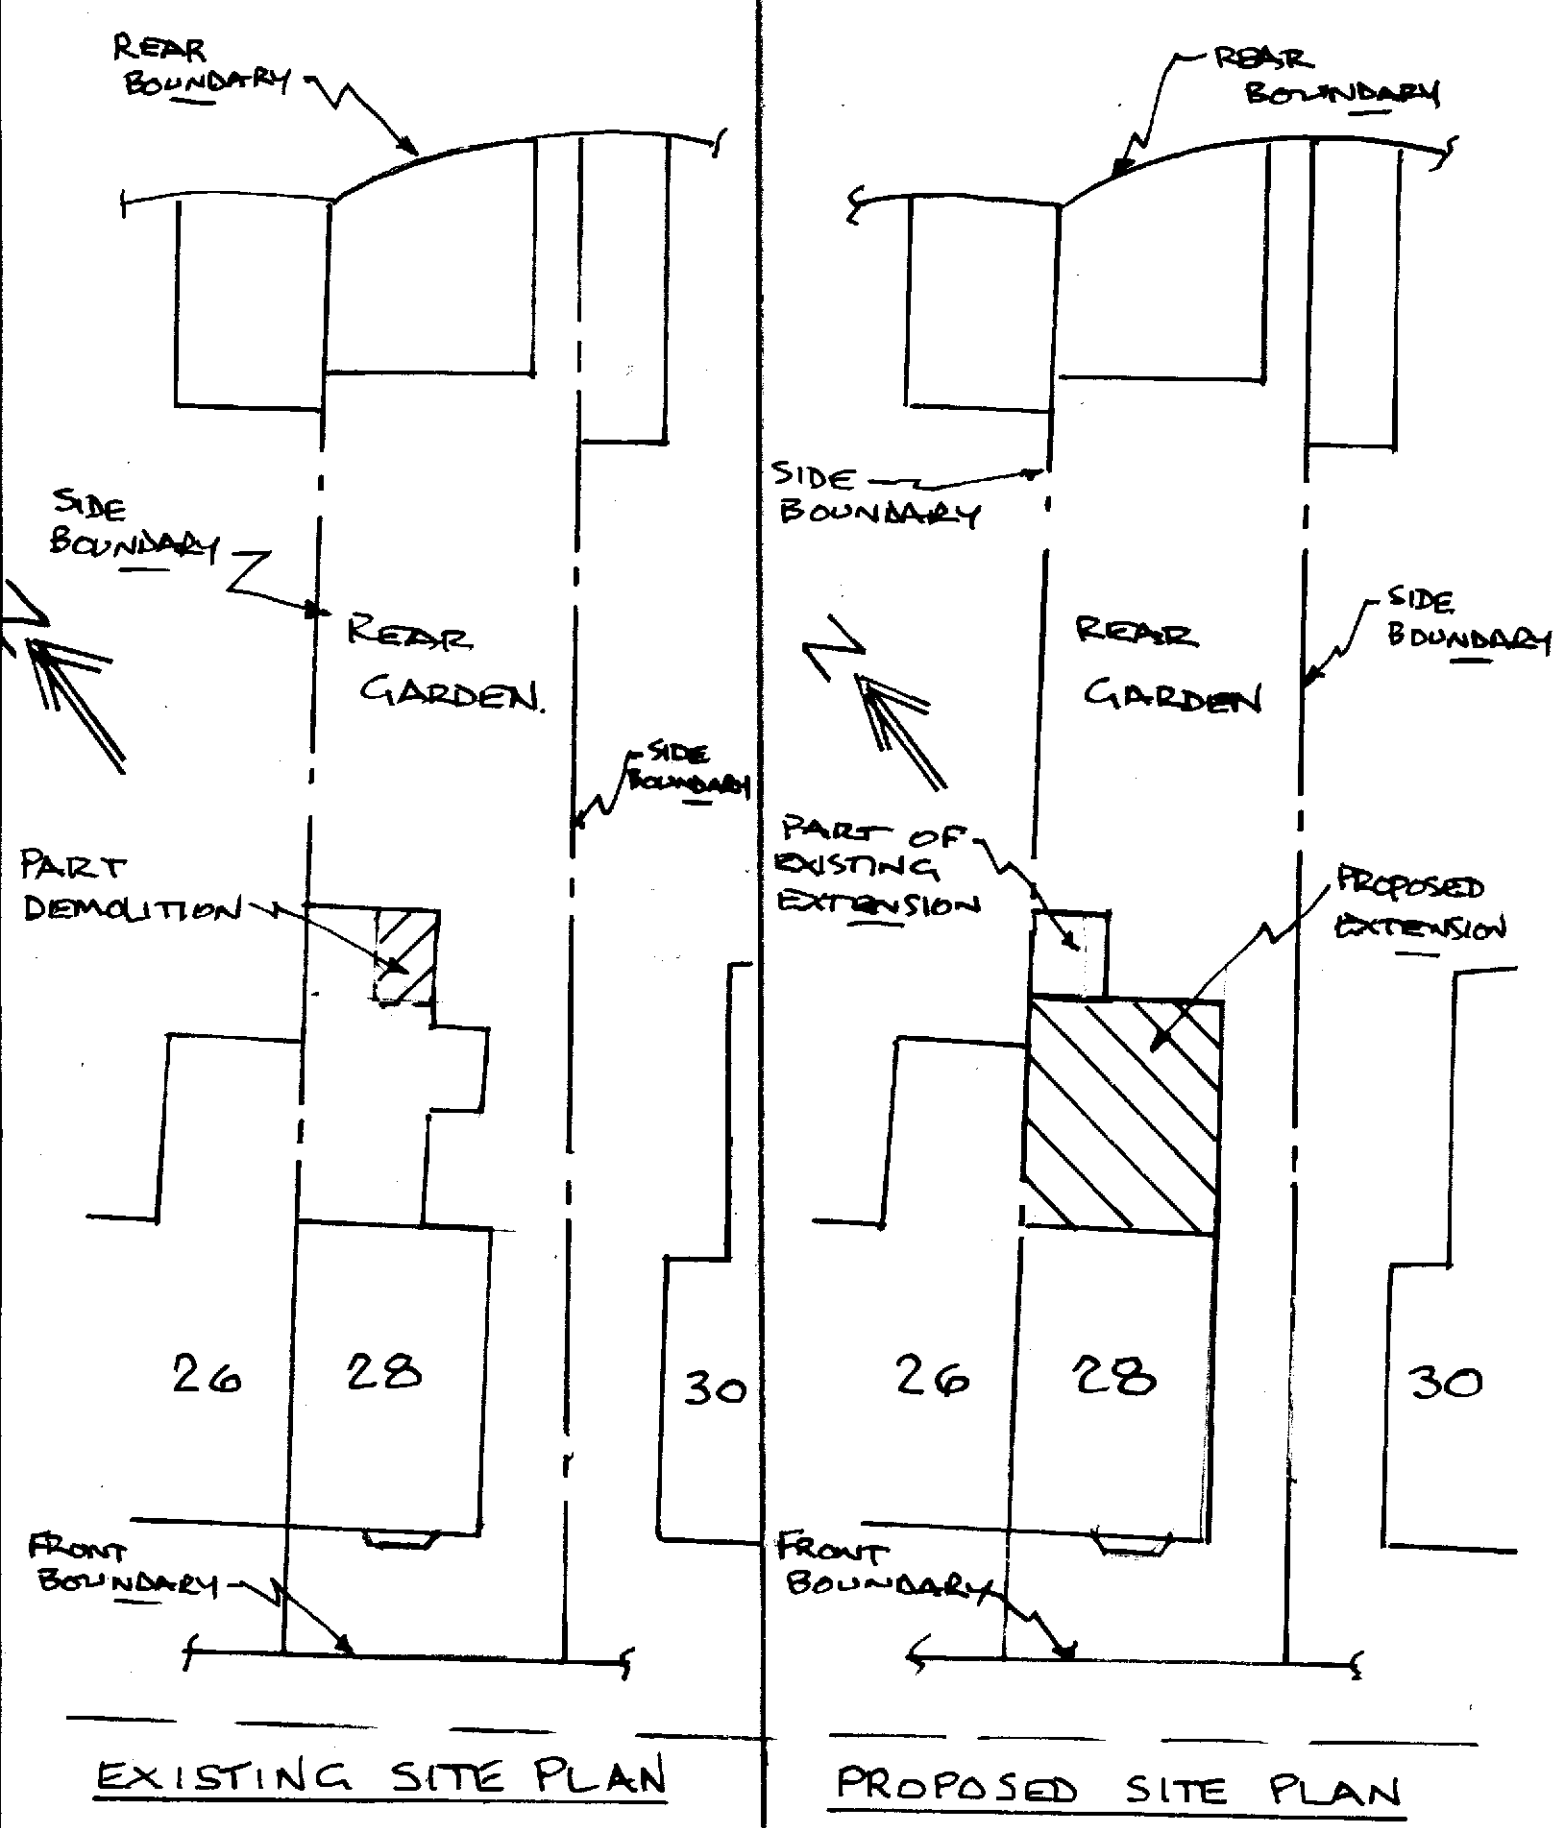 REAR
BOUNDARY
SIDE
BOUNDARY
N
REAR
GARDEN.
SIDE
BOUNDARY
PART
DEMOLITION
26
28
30
FRONT
BOUNDARY
EXISTING SITE PLAN
REAR
BOUNDARY
SIDE
BOUNDARY
N
REAR
GARDEN
SIDE
BOUNDARY
PART OF
EXISTING
EXTENSION
PROPOSED
EXTENSION
26
28
30
FRONT
BOUNDARY
PROPOSED SITE PLAN